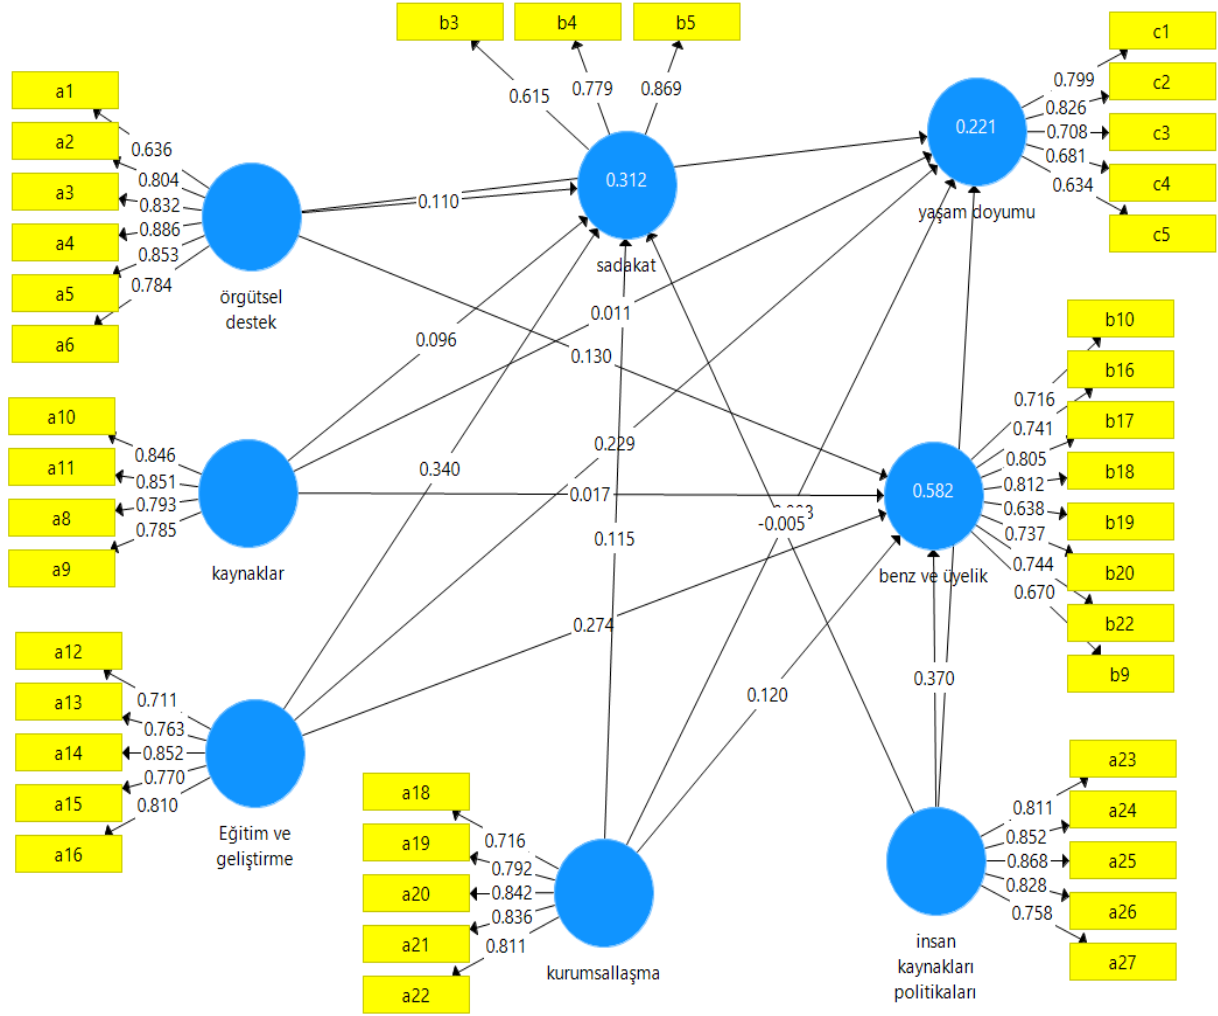 b3
b4
b5
c1
c2
c3
c4
c5
0.799
0.826
0.708
0.681
0.634
0.221
yaşam doyumu
0.615
0.779
0.869
0.312
sadakat
a1
a2
a3
a4
a5
a6
0.636
0.804
0.832
0.886
0.853
0.784
örgütsel
destek
0.110
0.096
0.011
0.130
0.340
0.229
0.017
-0.005
0.115
0.274
0.120
0.370
a10
a11
a8
a9
0.846
0.851
0.793
0.785
kaynaklar
b10
b16
b17
b18
b19
b20
b22
b9
0.716
0.741
0.805
0.812
0.638
0.737
0.744
0.670
0.582
benz ve üyelik
a12
a13
a14
a15
a16
0.711
0.763
0.852
0.770
0.810
Eğitim ve
geliştirme
a18
a19
a20
a21
a22
0.716
0.792
0.842
0.836
0.811
kurumsallaşma
a23
a24
a25
a26
a27
0.811
0.852
0.868
0.828
0.758
insan
kaynakları
politikaları